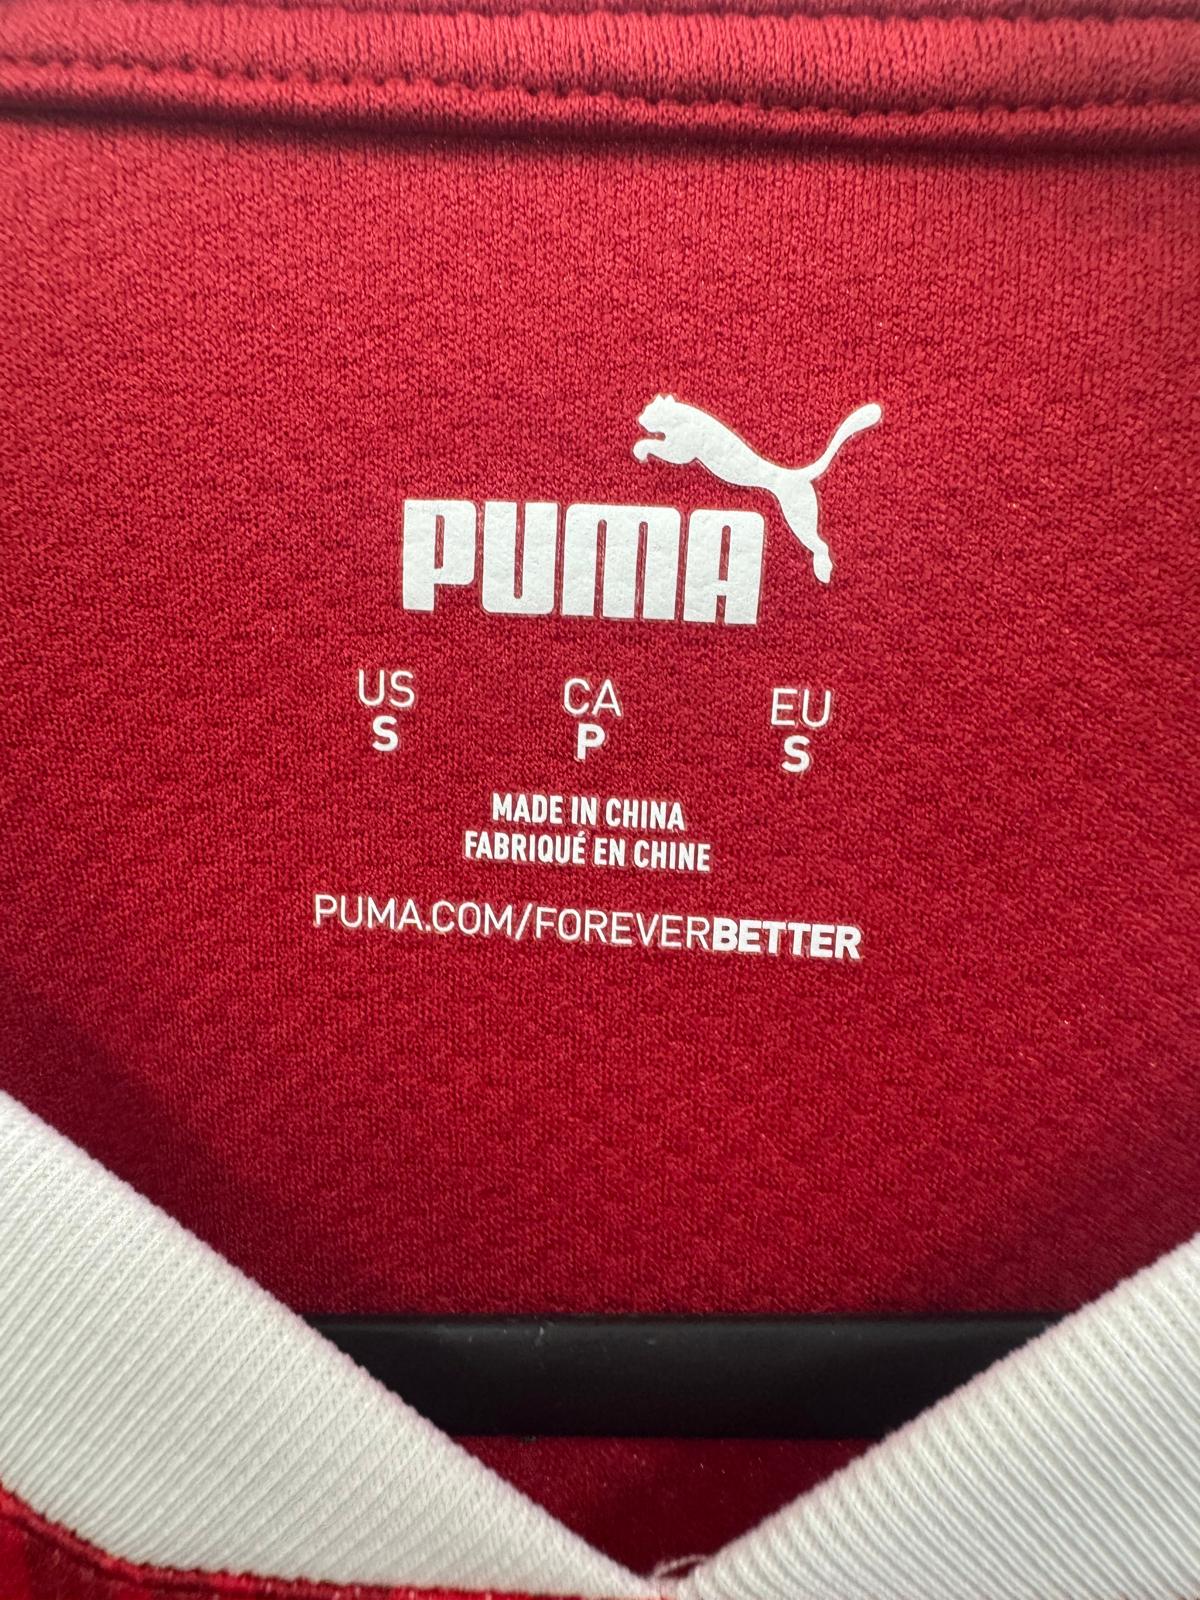 PUMA
US CA EU
S P S
MADE IN CHINA
FABRIQUÉ EN CHINE
PUMA.COM/FOREVERBETTER